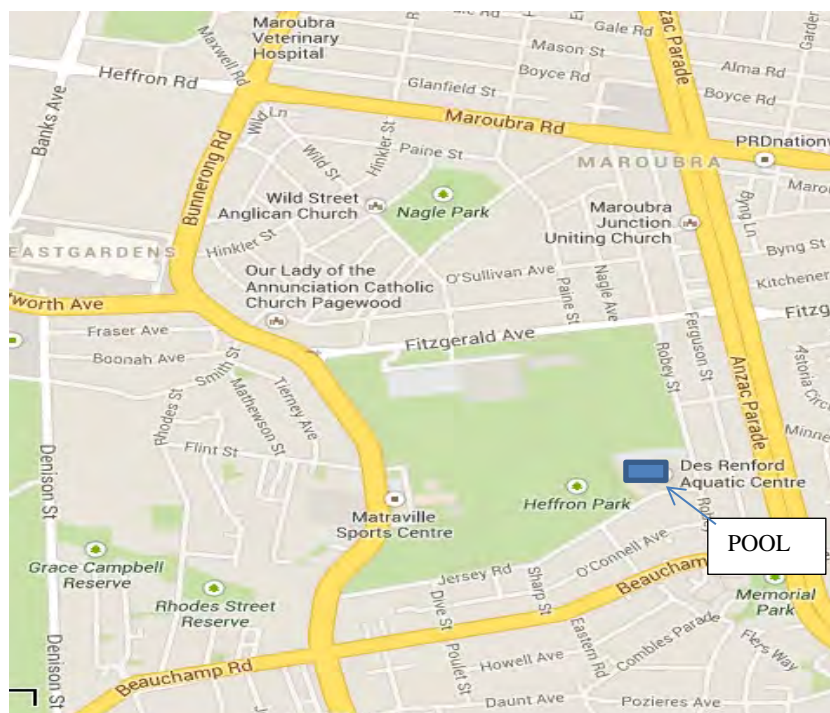 Maroubra
Veterinary
Hospital
Gale Rd
Mason St
Alma Rd
Boyce Rd
Boyce Rd
Glanfield St
Anzac Parade
Maxwell Rd
Heffron Rd
Banks Ave
Maroubra Rd
PRDnationw
Wild Ln
Wild St
Hinkler St
Paine St
MAROUBRA
Bunnerong Rd
Wild Street
Anglican Church
Nagle Park
Maroubra
Junction
Uniting Church
Byng Ln
Byng St
EASTGARDENS
Hinkler St
Our Lady of the
Annunciation Catholic
Church Pagewood
O'Sullivan Ave
Kitchener
Paine St
Nagle Ave
worth Ave
Fraser Ave
Boonah Ave
Smith St
Fitzgerald Ave
Fitzg
Ferguson St
Robey St
Anzac Parade
Astoria Circ
Minne
Rhodes St
Mathewson St
Tierney Ave
Flint St
Denison St
Des Renford
Aquatic Centre
Heffron Park
Matraville
Sports Centre
POOL
Grace Campbell
Reserve
Rhodes Street
Reserve
Jersey Rd
O'Connell Ave
Beauchamp
Memorial
Park
Dive St
Sharp St
Poulet St
Eastern Rd
Combles Parade
Flers Way
Denison St
Beauchamp Rd
Howell Ave
Daunt Ave
Pozieres Ave